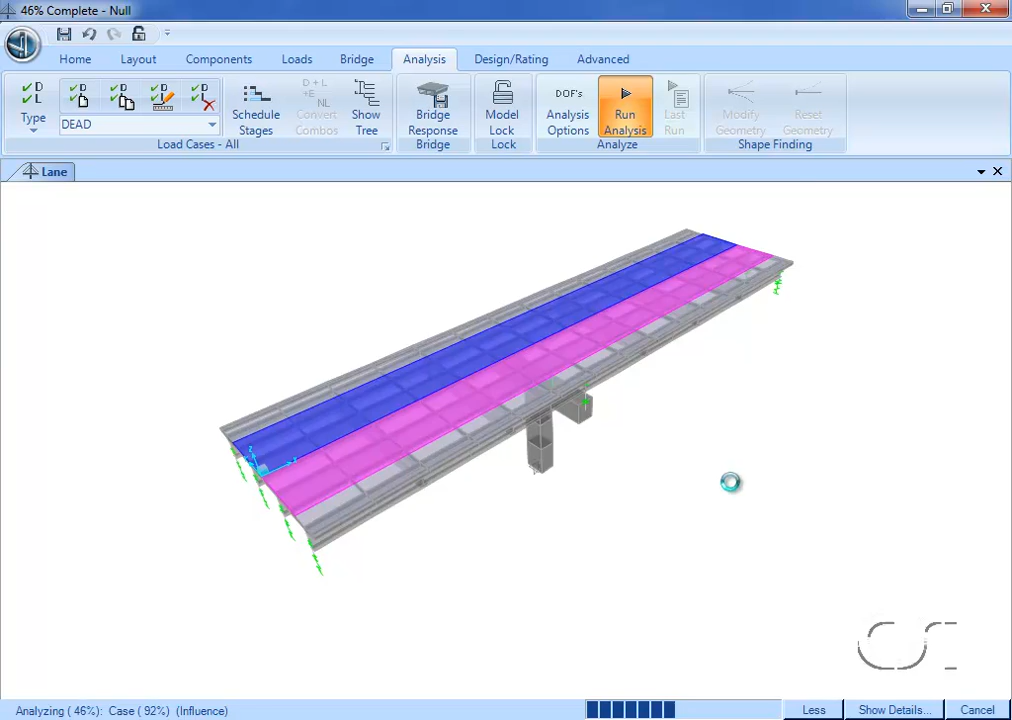 46% Complete - Null
Home Layout Components Loads Bridge Analysis Design/Rating Advanced
Type
DEAD
Schedule Stages
D + L +E NL Convert Combos
Show Tree
Load Cases - All
Bridge Response
Bridge
Model Lock
Lock
DOF's Analysis Options
Run Analysis
Last Run
Analyze
Modify Geometry
Reset Geometry
Shape Finding
Lane
CSI
Analyzing ( 46%): Case ( 92%) (Influence)
Less Show Details... Cancel